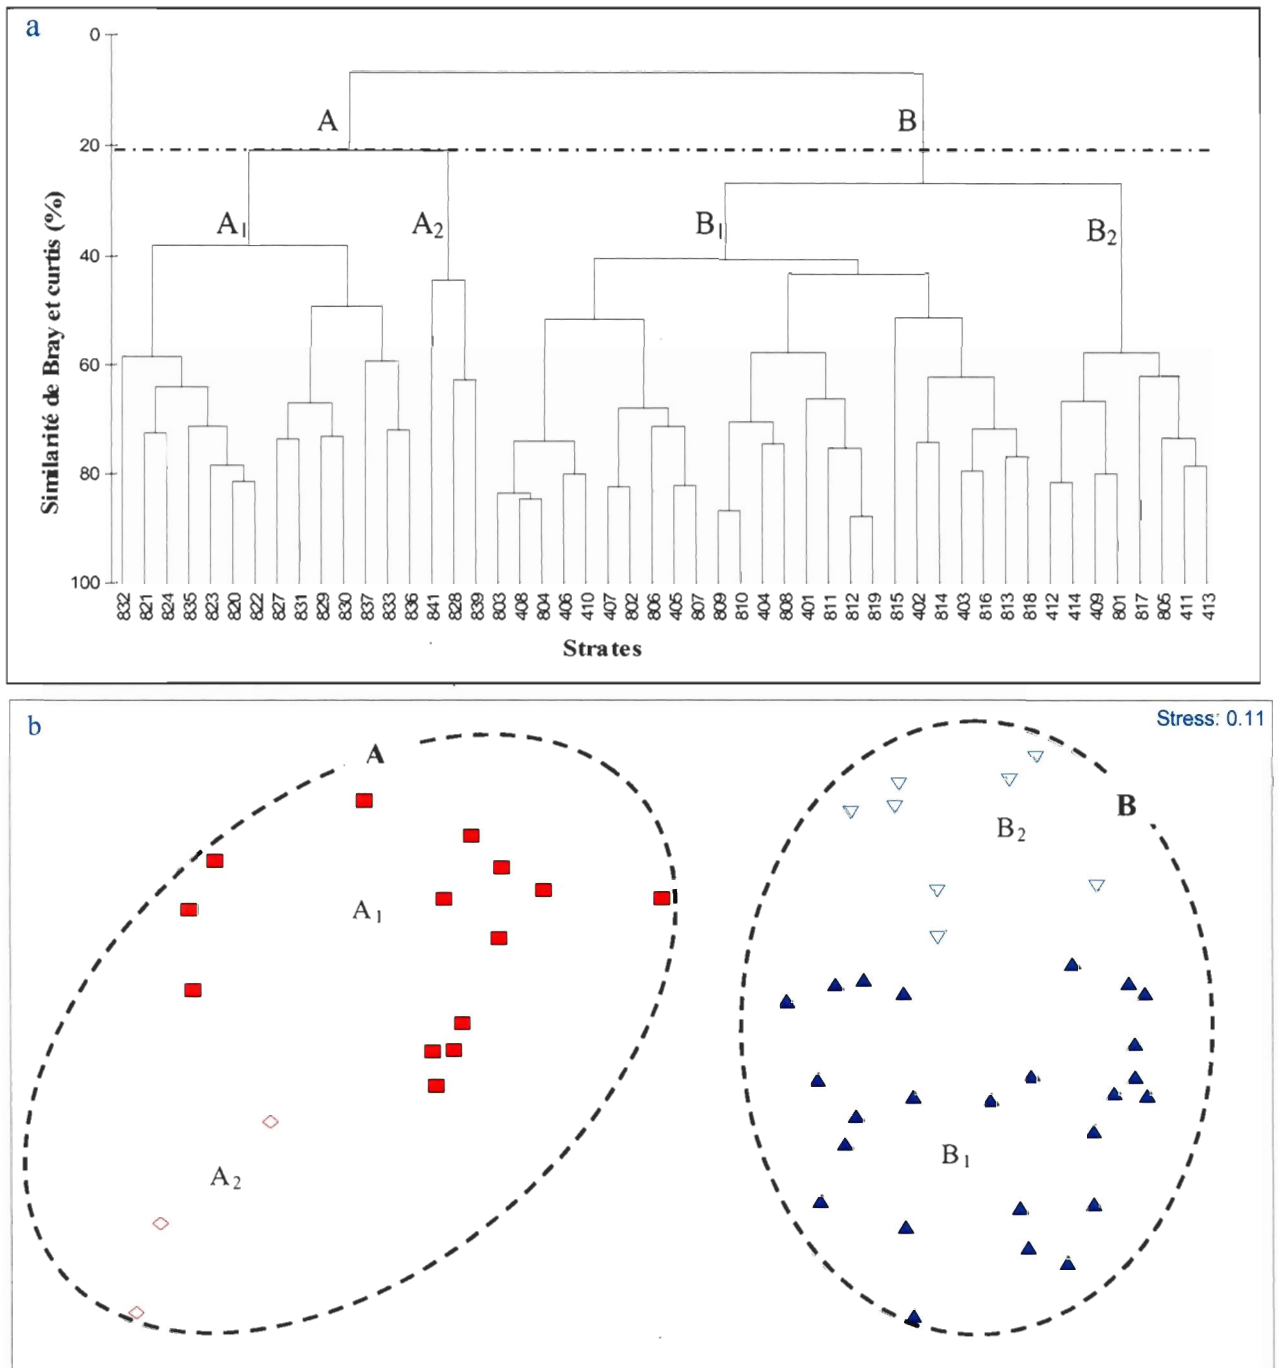 a
0
A
B
20
A1
A2
B1
B2
40
60
80
100
Similarité de Bray et curtis (%)
832 821 824 835 823 820 822 827 831 829 830 837 833 836 841 828 839 803 408 804 406 410 407 802 806 405 807 809 810 404 808 401 811 812 819 815 402 814 403 816 813 818 412 414 409 801 817 805 411 413
Strates
b
Stress: 0.11
A
B
B2
A1
B1
A2